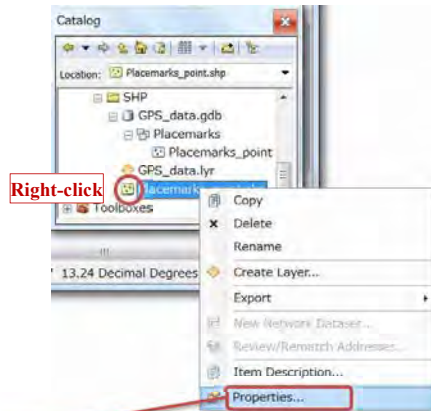 Catalog
Location: Placemarks_point.shp
SHP
GPS_data.gdb
Placemarks
Placemarks_point
GPS_data.lyr
Right-click
Toolboxes
Copy
Delete
Rename
13.24 Decimal Degrees
Create Layer...
Export
New Network Dataset...
Review/Rematch Addresses...
Item Description...
Properties...